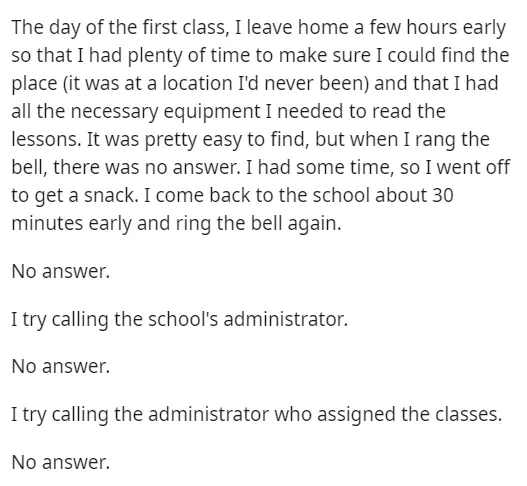 The day of the first class, I leave home a few hours early
so that I had plenty of time to make sure I could find the
place (it was at a location I'd never been) and that I had
all the necessary equipment I needed to read the
lessons. It was pretty easy to find, but when I rang the
bell, there was no answer. I had some time, so I went off
to get a snack. I come back to the school about 30
minutes early and ring the bell again.
No answer.
I try calling the school's administrator.
No answer.
I try calling the administrator who assigned the classes.
No answer.